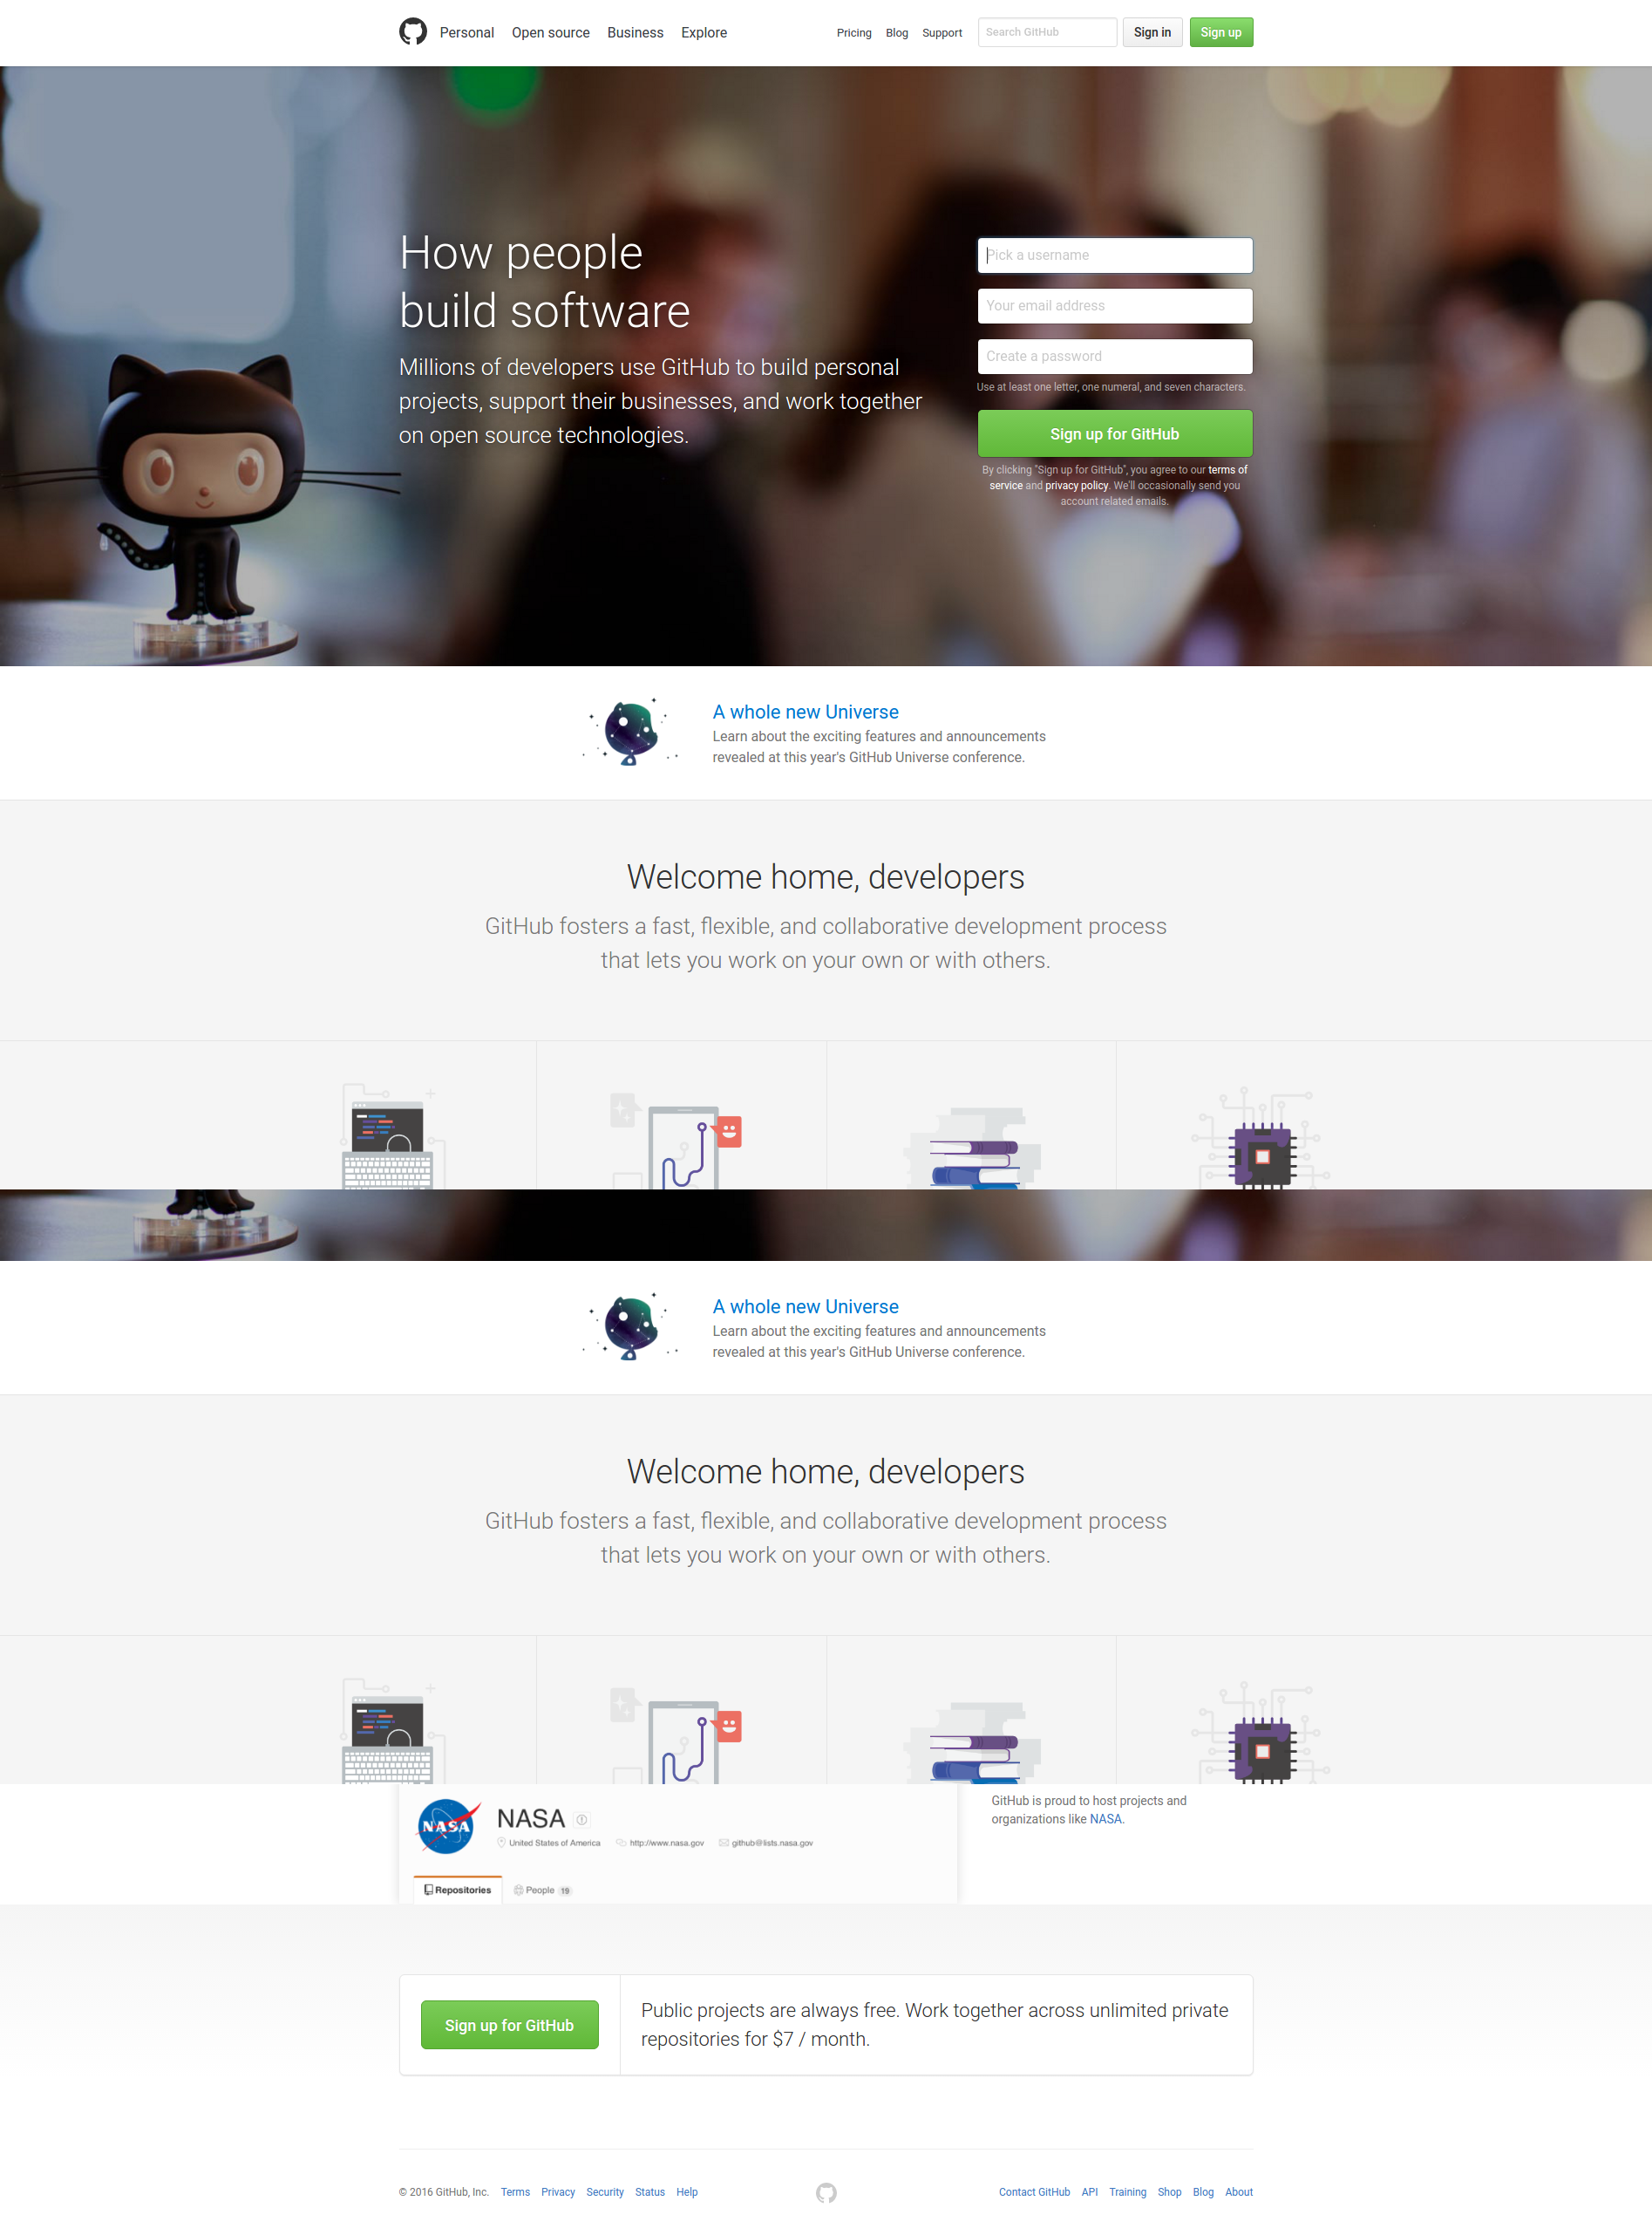 Personal Open source Business Explore Pricing Blog Support Search GitHub Sign in Sign up
How people
build software
Millions of developers use GitHub to build personal
projects, support their businesses, and work together
on open source technologies.
Pick a username
Your email address
Create a password
Use at least one letter, one numeral, and seven characters.
Sign up for GitHub
By clicking "Sign up for GitHub", you agree to our terms of
service and privacy policy. We'll occasionally send you
account related emails.
A whole new Universe
Learn about the exciting features and announcements
revealed at this year's GitHub Universe conference.
Welcome home, developers
GitHub fosters a fast, flexible, and collaborative development process
that lets you work on your own or with others.
A whole new Universe
Learn about the exciting features and announcements
revealed at this year's GitHub Universe conference.
Welcome home, developers
GitHub fosters a fast, flexible, and collaborative development process
that lets you work on your own or with others.
NASA
NASA
United States of America http://www.nasa.gov github@lists.nasa.gov
Repositories People 19
GitHub is proud to host projects and
organizations like NASA.
Sign up for GitHub
Public projects are always free. Work together across unlimited private
repositories for $7 / month.
© 2016 GitHub, Inc. Terms Privacy Security Status Help Contact GitHub API Training Shop Blog About